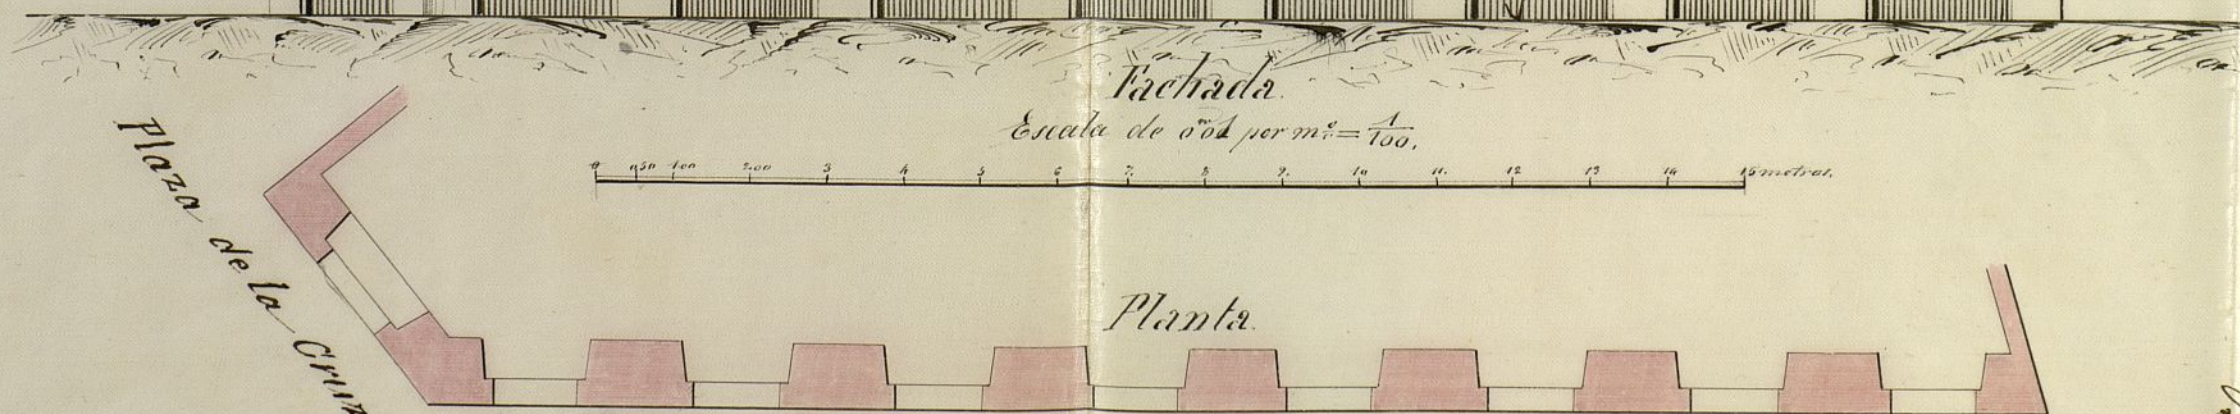 Fachada.
Escala de 0m01 por m.º = 1/100.
0 0,50 1.00 2.00 3 4 5 6 7. 8 9. 10 11. 12 13 14 15 metros.
Plaza de la Cruz
Planta.